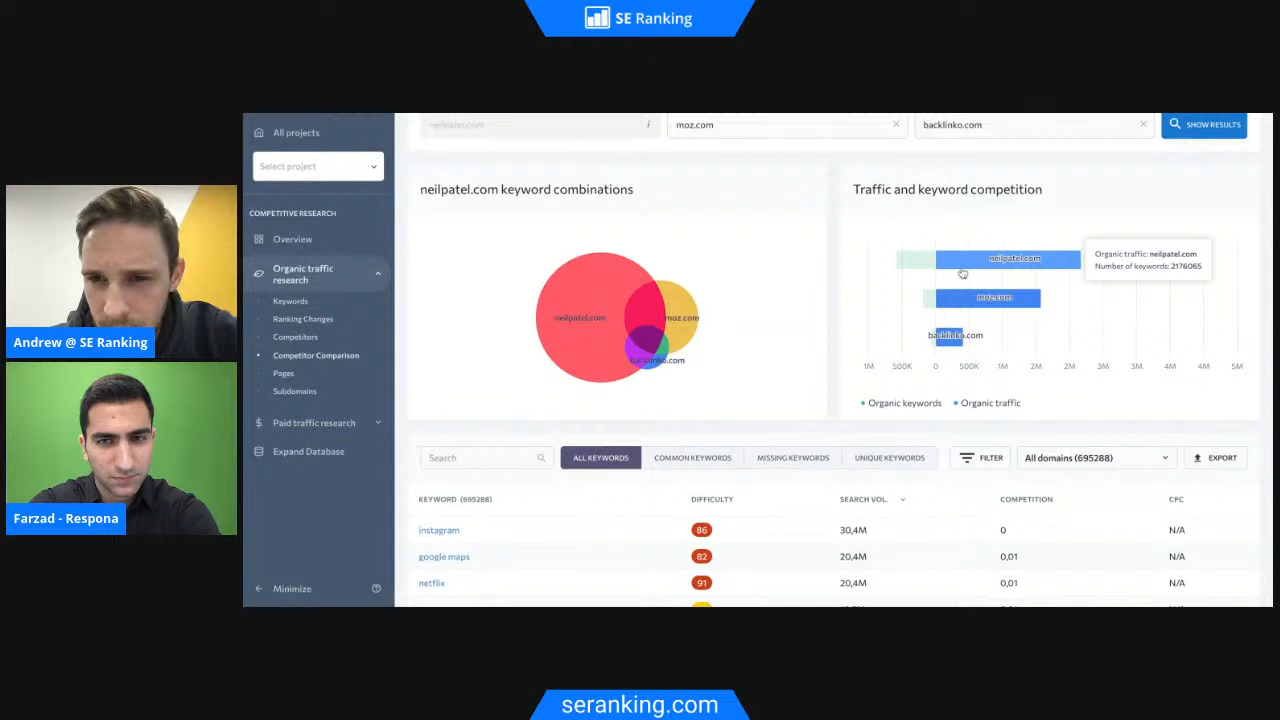 SE Ranking
All projects
Select project
COMPETITIVE RESEARCH
Overview
Organic traffic
research
Keywords
Ranking Changes
Competitors
Competitor Comparison
Pages
Subdomains
Paid traffic research
Expand Database
Minimize
neilpatel.com
moz.com
backlinko.com
SHOW RESULTS
neilpatel.com keyword combinations
neilpatel.com
moz.com
backlinko.com
Traffic and keyword competition
neilpatel.com
moz.com
backlinko.com
Organic traffic: neilpatel.com
Number of keywords: 2176065
1M 500K 0 500K 1M 2M 2M 3M 3M 4M 4M 5M
Organic keywords Organic traffic
Search
ALL KEYWORDS COMMON KEYWORDS MISSING KEYWORDS UNIQUE KEYWORDS
FILTER
All domains (695288)
EXPORT
KEYWORD (695288) DIFFICULTY SEARCH VOL. COMPETITION CPC
instagram 86 30,4M 0 N/A
google maps 82 20,4M 0,01 N/A
netflix 91 20,4M 0,01 N/A
Andrew @ SE Ranking
Farzad - Respona
seranking.com